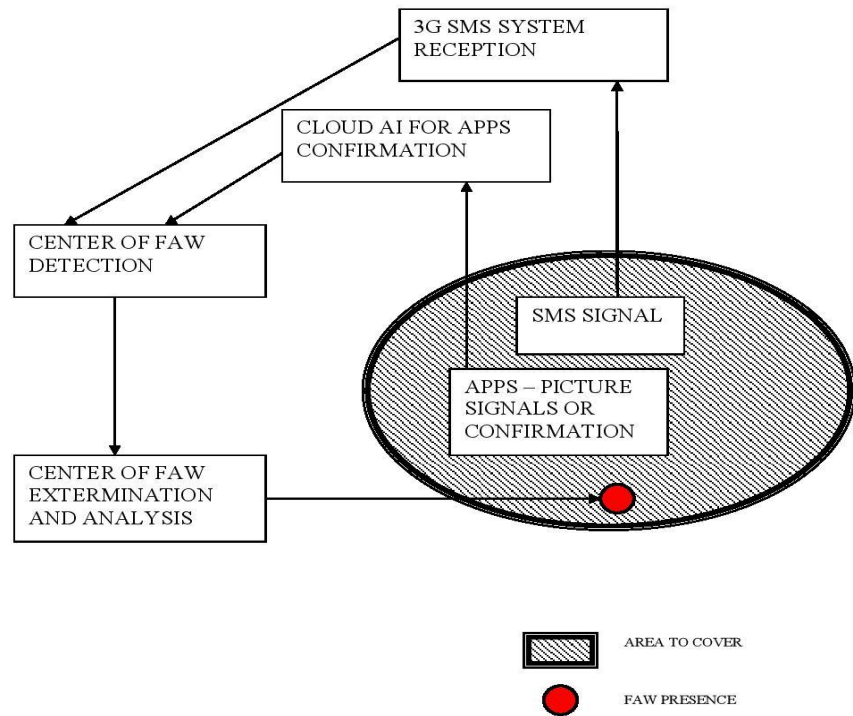 3G SMS SYSTEM
RECEPTION
CLOUD AI FOR APPS
CONFIRMATION
CENTER OF FAW
DETECTION
SMS SIGNAL
APPS – PICTURE
SIGNALS OR
CONFIRMATION
CENTER OF FAW
EXTERMINATION
AND ANALYSIS
AREA TO COVER
FAW PRESENCE